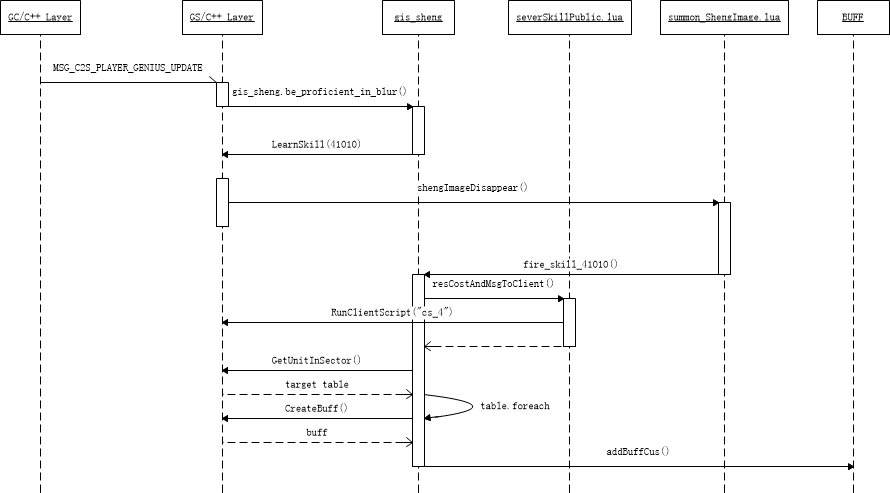 GC/C++ Layer
GS/C++ Layer
gis_sheng
severSkillPublic.lua
summon_ShengImage.lua
BUFF
MSG_C2S_PLAYER_GENIUS_UPDATE
gis_sheng.be_proficient_in_blur()
LearnSkill(41010)
shengImageDisappear()
fire_skill_41010()
resCostAndMsgToClient()
RunClientScript("cs_4")
GetUnitInSector()
target table
table.foreach
CreateBuff()
buff
addBuffCus()